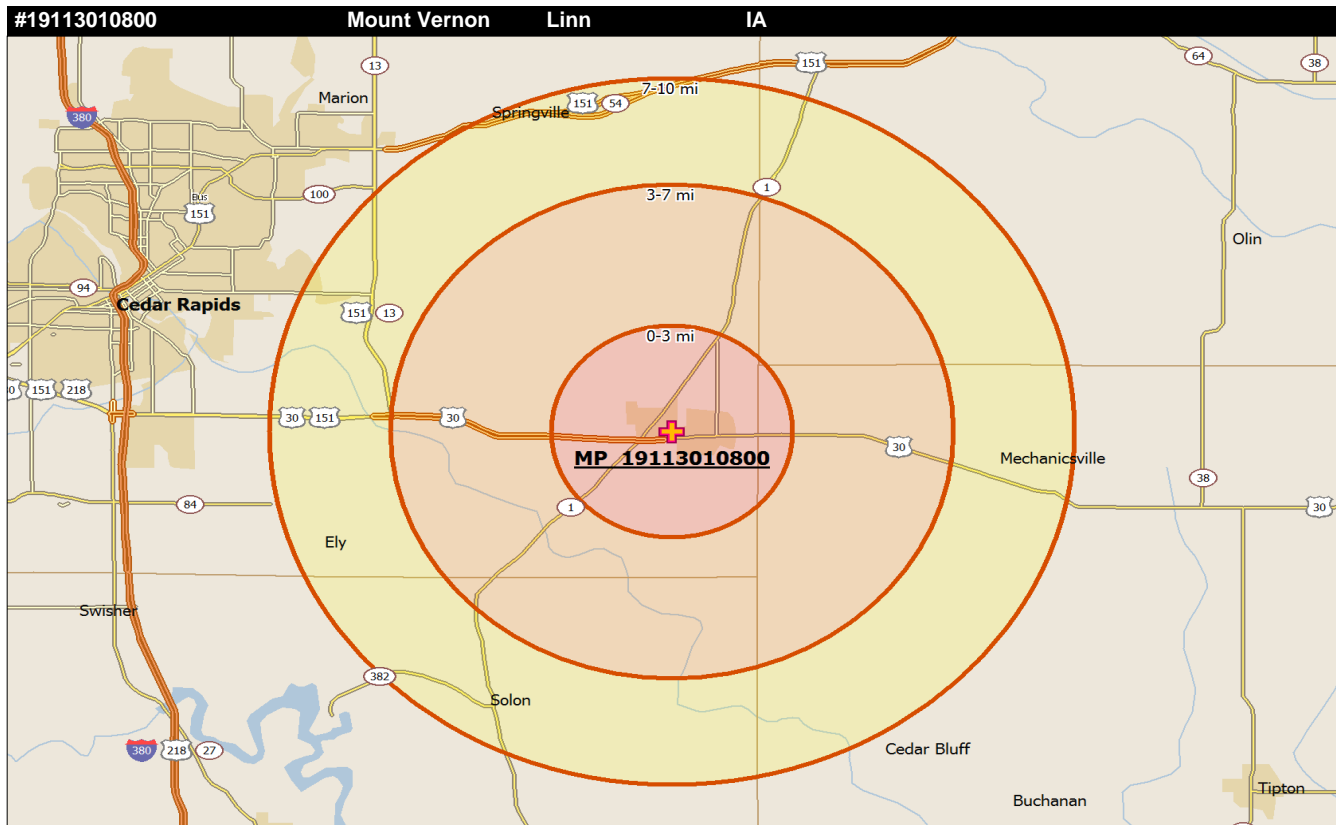 #19113010800 Mount Vernon Linn IA
151
64
38
13
7-10 mi
Marion
151 54
Springville
380
3-7 mi
1
100
Bus
151
Olin
94
Cedar Rapids
151 13
0-3 mi
151 218
30 151
30
MP 19113010800
30
Mechanicsville
38
84
1
30
Ely
Swisher
382
Solon
380 218 27
Cedar Bluff
Tipton
Buchanan